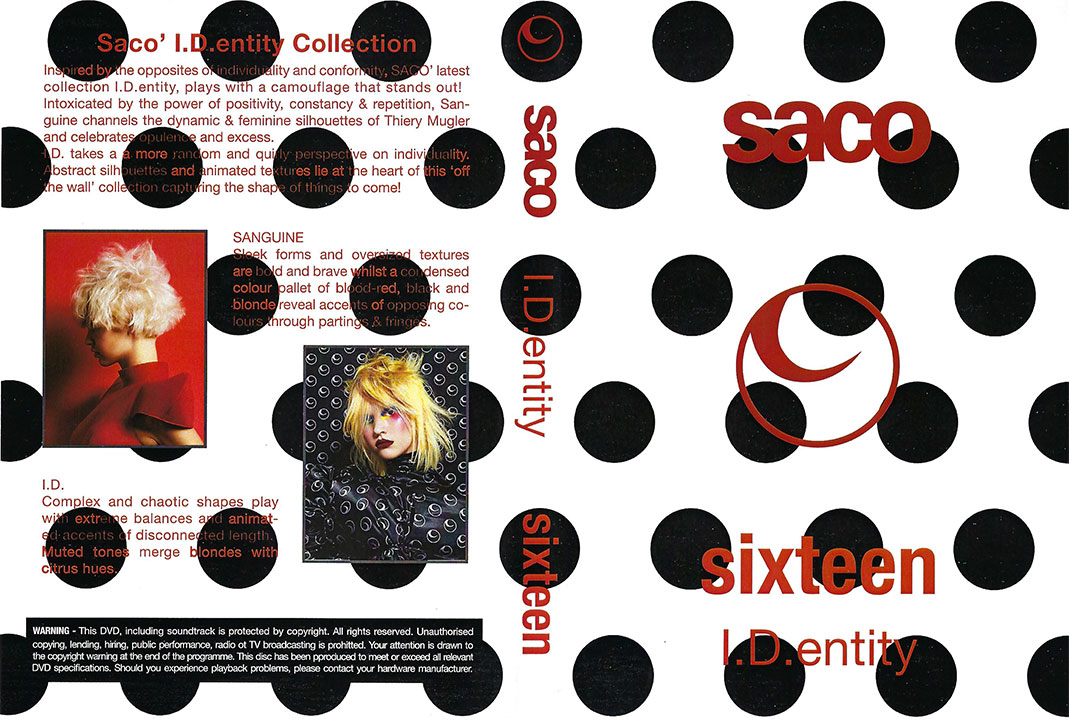 Saco' I.D.entity Collection
Inspired by the opposites of individuality and conformity, SACO' latest
collection I.D.entity, plays with a camouflage that stands out!
Intoxicated by the power of positivity, constancy & repetition, San-
guine channels the dynamic & feminine silhouettes of Thiery Mugler
and celebrates opulence and excess.
I.D. takes a a more random and quirly perspective on individuality.
Abstract silhouettes and animated textures lie at the heart of this 'off
the wall' collection capturing the shape of things to come!
SANGUINE
Sleek forms and oversized textures
are bold and brave whilst a condensed
colour pallet of blood-red, black and
blonde reveal accents of opposing co-
lours through partings & fringes.
I.D.
Complex and chaotic shapes play
with extreme balances and animat-
ed accents of disconnected length.
Muted tones merge blondes with
citrus hues.
WARNING - This DVD, including soundtrack is protected by copyright. All rights reserved. Unauthorised
copying, lending, hiring, public performance, radio ot TV broadcasting is prohitted. Your attention is drawn to
the copyright warning at the end of the programme. This disc has been pproduced to meet or exceed all relevant
DVD specifications. Should you experience playback problems, please contact your hardware manufacturer.
saco
I.D.entity
sixteen
saco
sixteen
I.D.entity